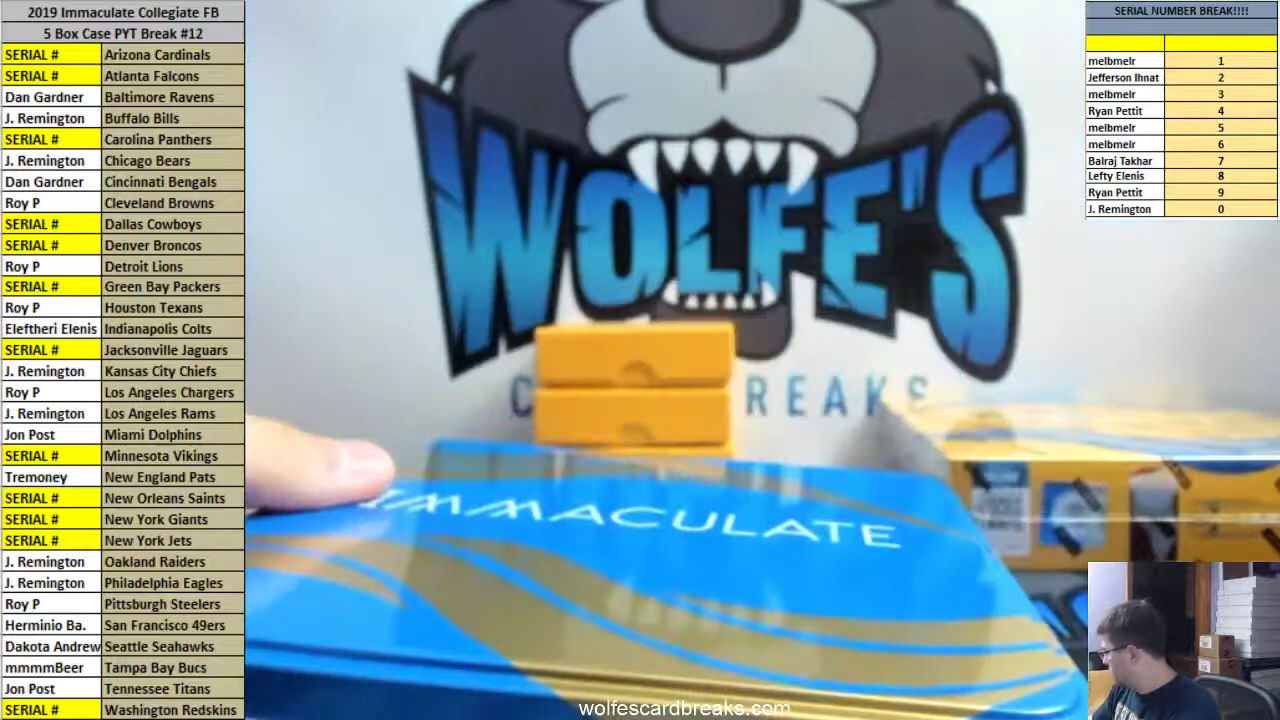 2019 Immaculate Collegiate FB
5 Box Case PYT Break #12
SERIAL # Arizona Cardinals
SERIAL # Atlanta Falcons
Dan Gardner Baltimore Ravens
J. Remington Buffalo Bills
SERIAL # Carolina Panthers
J. Remington Chicago Bears
Dan Gardner Cincinnati Bengals
Roy P Cleveland Browns
SERIAL # Dallas Cowboys
SERIAL # Denver Broncos
Roy P Detroit Lions
SERIAL # Green Bay Packers
Roy P Houston Texans
Eleftheri Elenis Indianapolis Colts
SERIAL # Jacksonville Jaguars
J. Remington Kansas City Chiefs
Roy P Los Angeles Chargers
J. Remington Los Angeles Rams
Jon Post Miami Dolphins
SERIAL # Minnesota Vikings
Tremoney New England Pats
SERIAL # New Orleans Saints
SERIAL # New York Giants
SERIAL # New York Jets
J. Remington Oakland Raiders
J. Remington Philadelphia Eagles
Roy P Pittsburgh Steelers
Herminio Ba. San Francisco 49ers
Dakota Andrew Seattle Seahawks
mmmmBeer Tampa Bay Bucs
Jon Post Tennessee Titans
SERIAL # Washington Redskins
WOLFE'S
C BREAKS
IMMACULATE
wolfescardbreaks.com
SERIAL NUMBER BREAK!!!!
melbmelr 1
Jefferson Ihnat 2
melbmelr 3
Ryan Pettit 4
melbmelr 5
melbmelr 6
Balraj Takhar 7
Lefty Elenis 8
Ryan Pettit 9
J. Remington 0